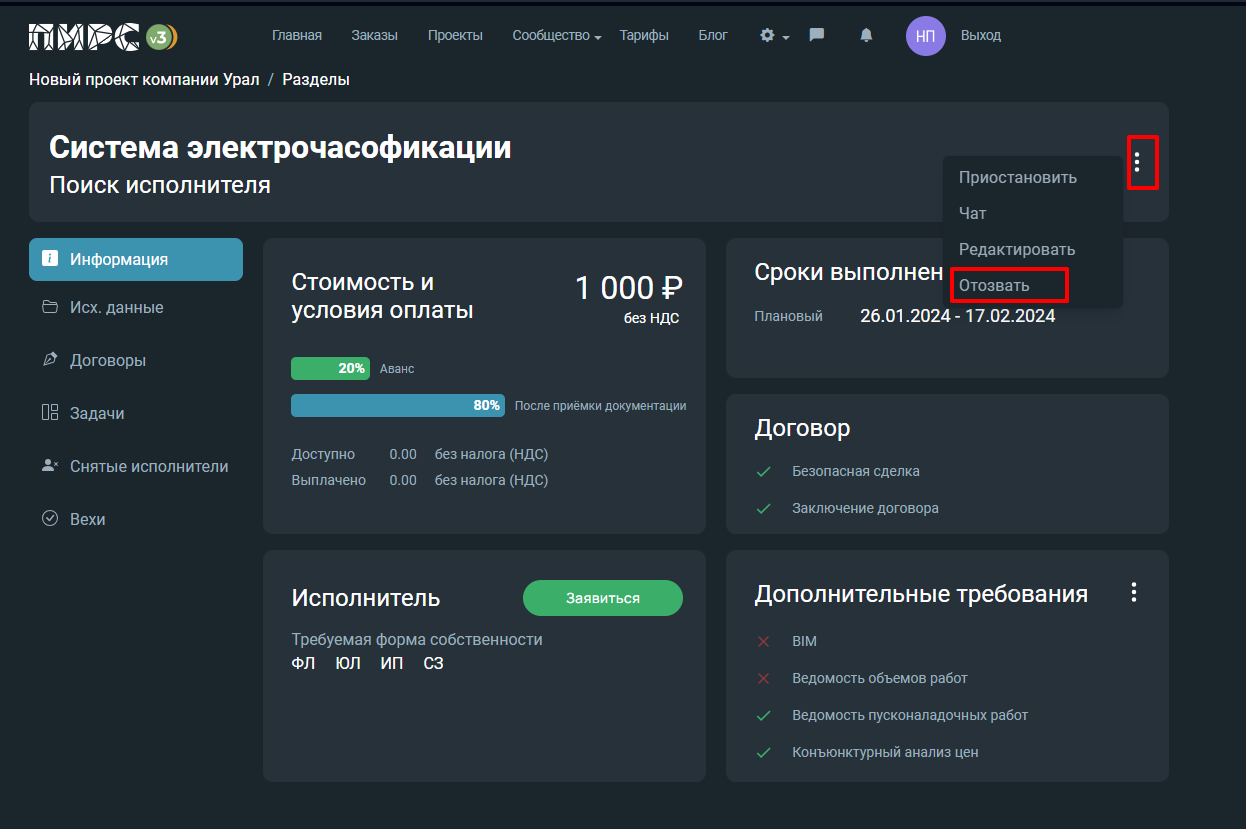 ПИРС v3
Главная Заказы Проекты Сообщество Тарифы Блог НП Выход
Новый проект компании Урал / Разделы
Система электрочасофикации
Поиск исполнителя
Приостановить
Чат
Редактировать
Отозвать
Информация
Исх. данные
Договоры
Задачи
Снятые исполнители
Вехи
Стоимость и
условия оплаты
1 000 ₽
без НДС
20% Аванс
80% После приёмки документации
Доступно 0.00 без налога (НДС)
Выплачено 0.00 без налога (НДС)
Сроки выполнен
Плановый 26.01.2024 - 17.02.2024
Договор
Безопасная сделка
Заключение договора
Исполнитель
Заявиться
Требуемая форма собственности
ФЛ ЮЛ ИП СЗ
Дополнительные требования
BIM
Ведомость объемов работ
Ведомость пусконаладочных работ
Конъюнктурный анализ цен